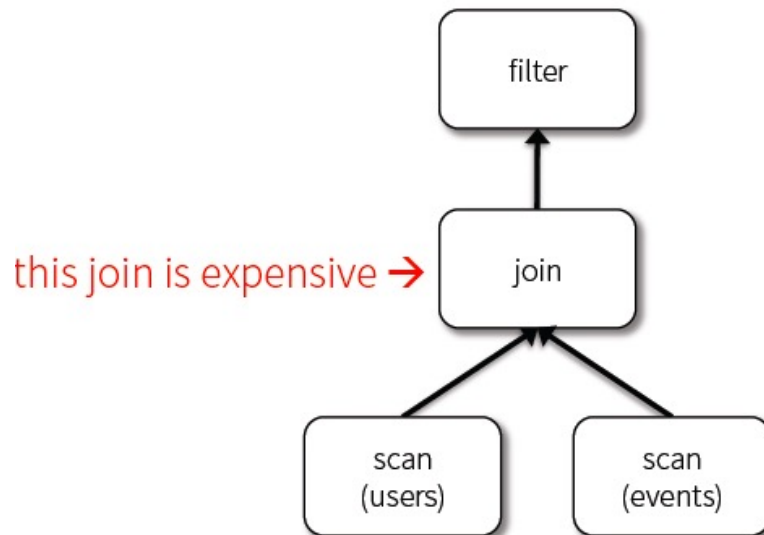 filter
this join is expensive →
join
scan
(users)
scan
(events)